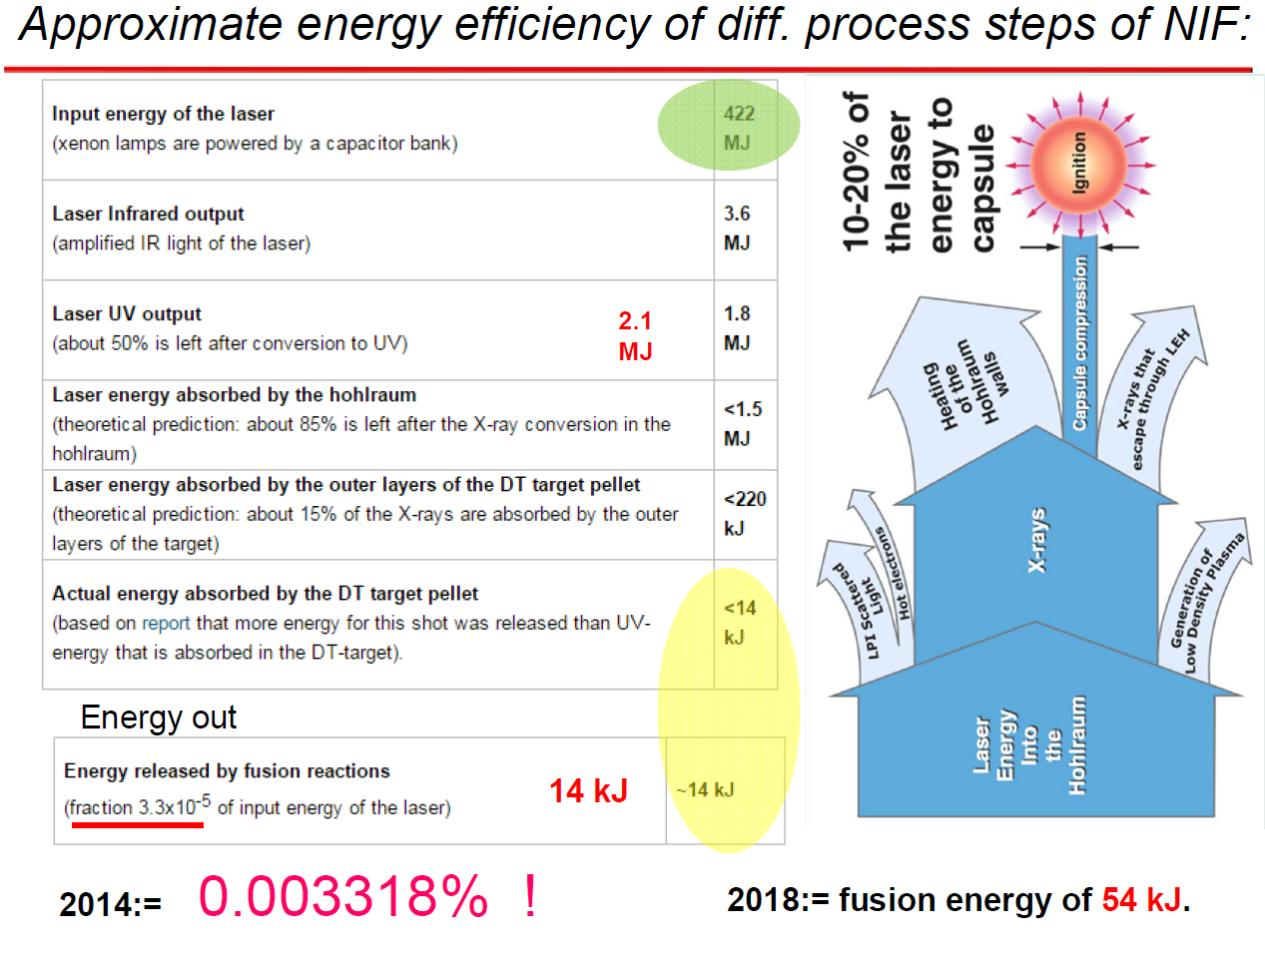 Approximate energy efficiency of diff. process steps of NIF:
Input energy of the laser
(xenon lamps are powered by a capacitor bank)
422
MJ
Laser Infrared output
(amplified IR light of the laser)
3.6
MJ
Laser UV output
(about 50% is left after conversion to UV)
2.1
MJ
1.8
MJ
Laser energy absorbed by the hohlraum
(theoretical prediction: about 85% is left after the X-ray conversion in the
hohlraum)
<1.5
MJ
Laser energy absorbed by the outer layers of the DT target pellet
(theoretical prediction: about 15% of the X-rays are absorbed by the outer
layers of the target)
<220
kJ
Actual energy absorbed by the DT target pellet
(based on report that more energy for this shot was released than UV-
energy that is absorbed in the DT-target).
<14
kJ
Energy out
Energy released by fusion reactions
(fraction 3.3x10⁻⁵ of input energy of the laser)
14 kJ
~14 kJ
2014:= 0.003318% !
10-20% of
the laser
energy to
capsule
Ignition
Capsule compression
Heating
of the
Hohlraum
walls
X-rays that
escape through LEH
X-rays
LPI Scattered
Light
Hot electrons
Generation of
Low Density Plasma
Laser
Energy
Into
the
Hohlraum
2018:= fusion energy of 54 kJ.